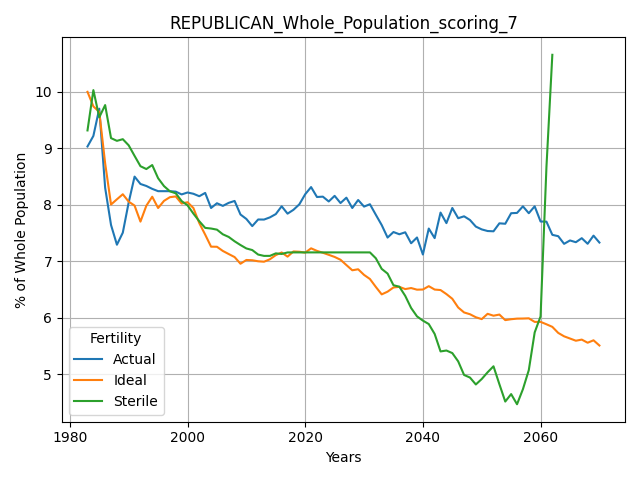 REPUBLICAN_Whole_Population_scoring_7
% of Whole Population
10
9
8
7
6
5
Fertility
Actual
Ideal
Sterile
1980
2000
2020
2040
2060
Years